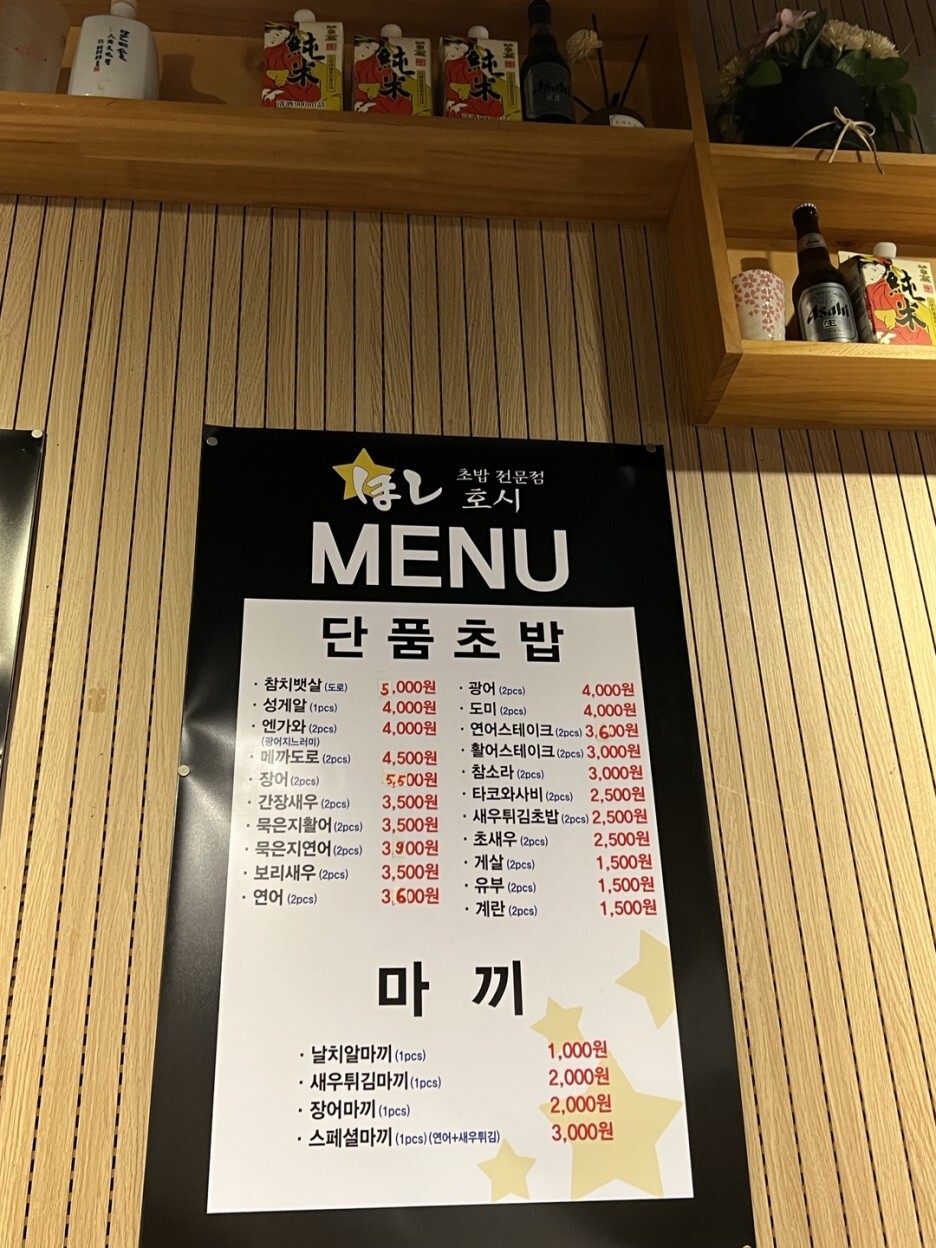 純米
純米
純米
清酒900ml詰
Asahi
純米
ほし
초밥 전문점
호시
MENU
단품초밥
· 참치뱃살(도로) 5,000원
· 성게알(1pcs) 4,000원
· 엔가와(2pcs) 4,000원
(광어지느러미)
· 메까도로(2pcs) 4,500원
· 장어(2pcs) 5,500원
· 간장새우(2pcs) 3,500원
· 묵은지활어(2pcs) 3,500원
· 묵은지연어(2pcs) 3,900원
· 보리새우(2pcs) 3,500원
· 연어(2pcs) 3,600원
· 광어(2pcs) 4,000원
· 도미(2pcs) 4,000원
· 연어스테이크(2pcs) 3,600원
· 활어스테이크(2pcs) 3,000원
· 참소라(2pcs) 3,000원
· 타코와사비(2pcs) 2,500원
· 새우튀김초밥(2pcs) 2,500원
· 초새우(2pcs) 2,500원
· 게살(2pcs) 1,500원
· 유부(2pcs) 1,500원
· 계란(2pcs) 1,500원
마끼
· 날치알마끼(1pcs) 1,000원
· 새우튀김마끼(1pcs) 2,000원
· 장어마끼(1pcs) 2,000원
· 스페셜마끼(1pcs)(연어+새우튀김) 3,000원